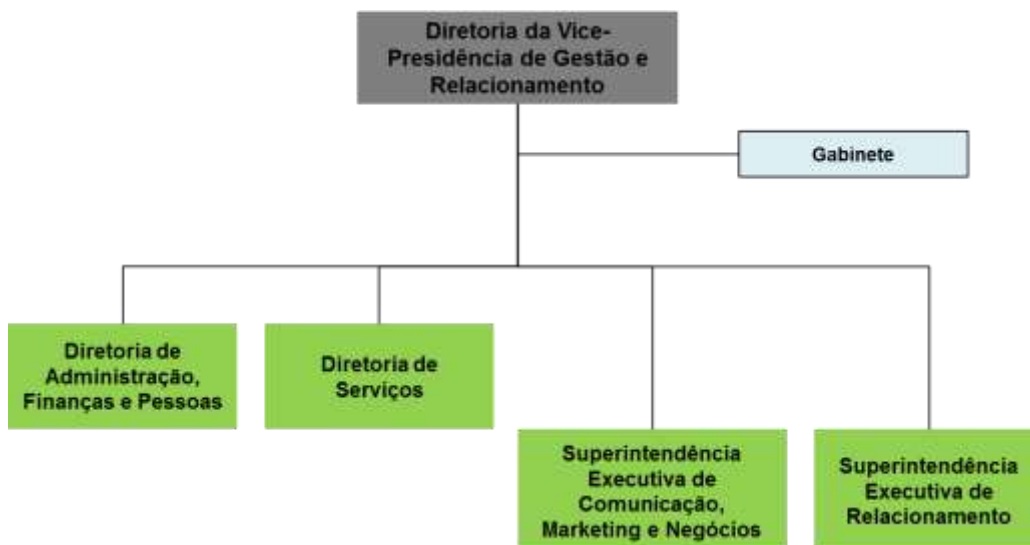 Diretoria da Vice-
Presidência de Gestão e
Relacionamento
Gabinete
Diretoria de
Administração,
Finanças e Pessoas
Diretoria de
Serviços
Superintendência
Executiva de
Comunicação,
Marketing e Negócios
Superintendência
Executiva de
Relacionamento